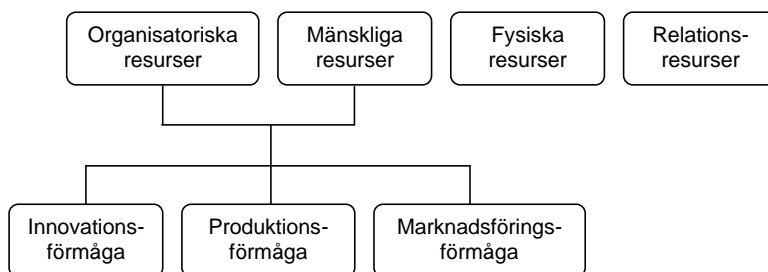 Organisatoriska
resurser
Mänskliga
resurser
Fysiska
resurser
Relations-
resurser
Innovations-
förmåga
Produktions-
förmåga
Marknadsförings-
förmåga